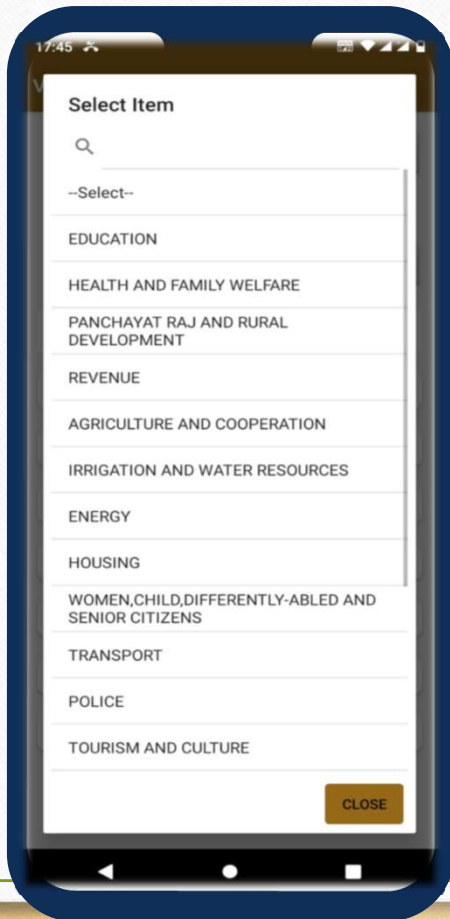 17:45
V
Select Item
--Select--
EDUCATION
HEALTH AND FAMILY WELFARE
PANCHAYAT RAJ AND RURAL
DEVELOPMENT
REVENUE
AGRICULTURE AND COOPERATION
IRRIGATION AND WATER RESOURCES
ENERGY
HOUSING
WOMEN,CHILD,DIFFERENTLY-ABLED AND
SENIOR CITIZENS
TRANSPORT
POLICE
TOURISM AND CULTURE
CLOSE